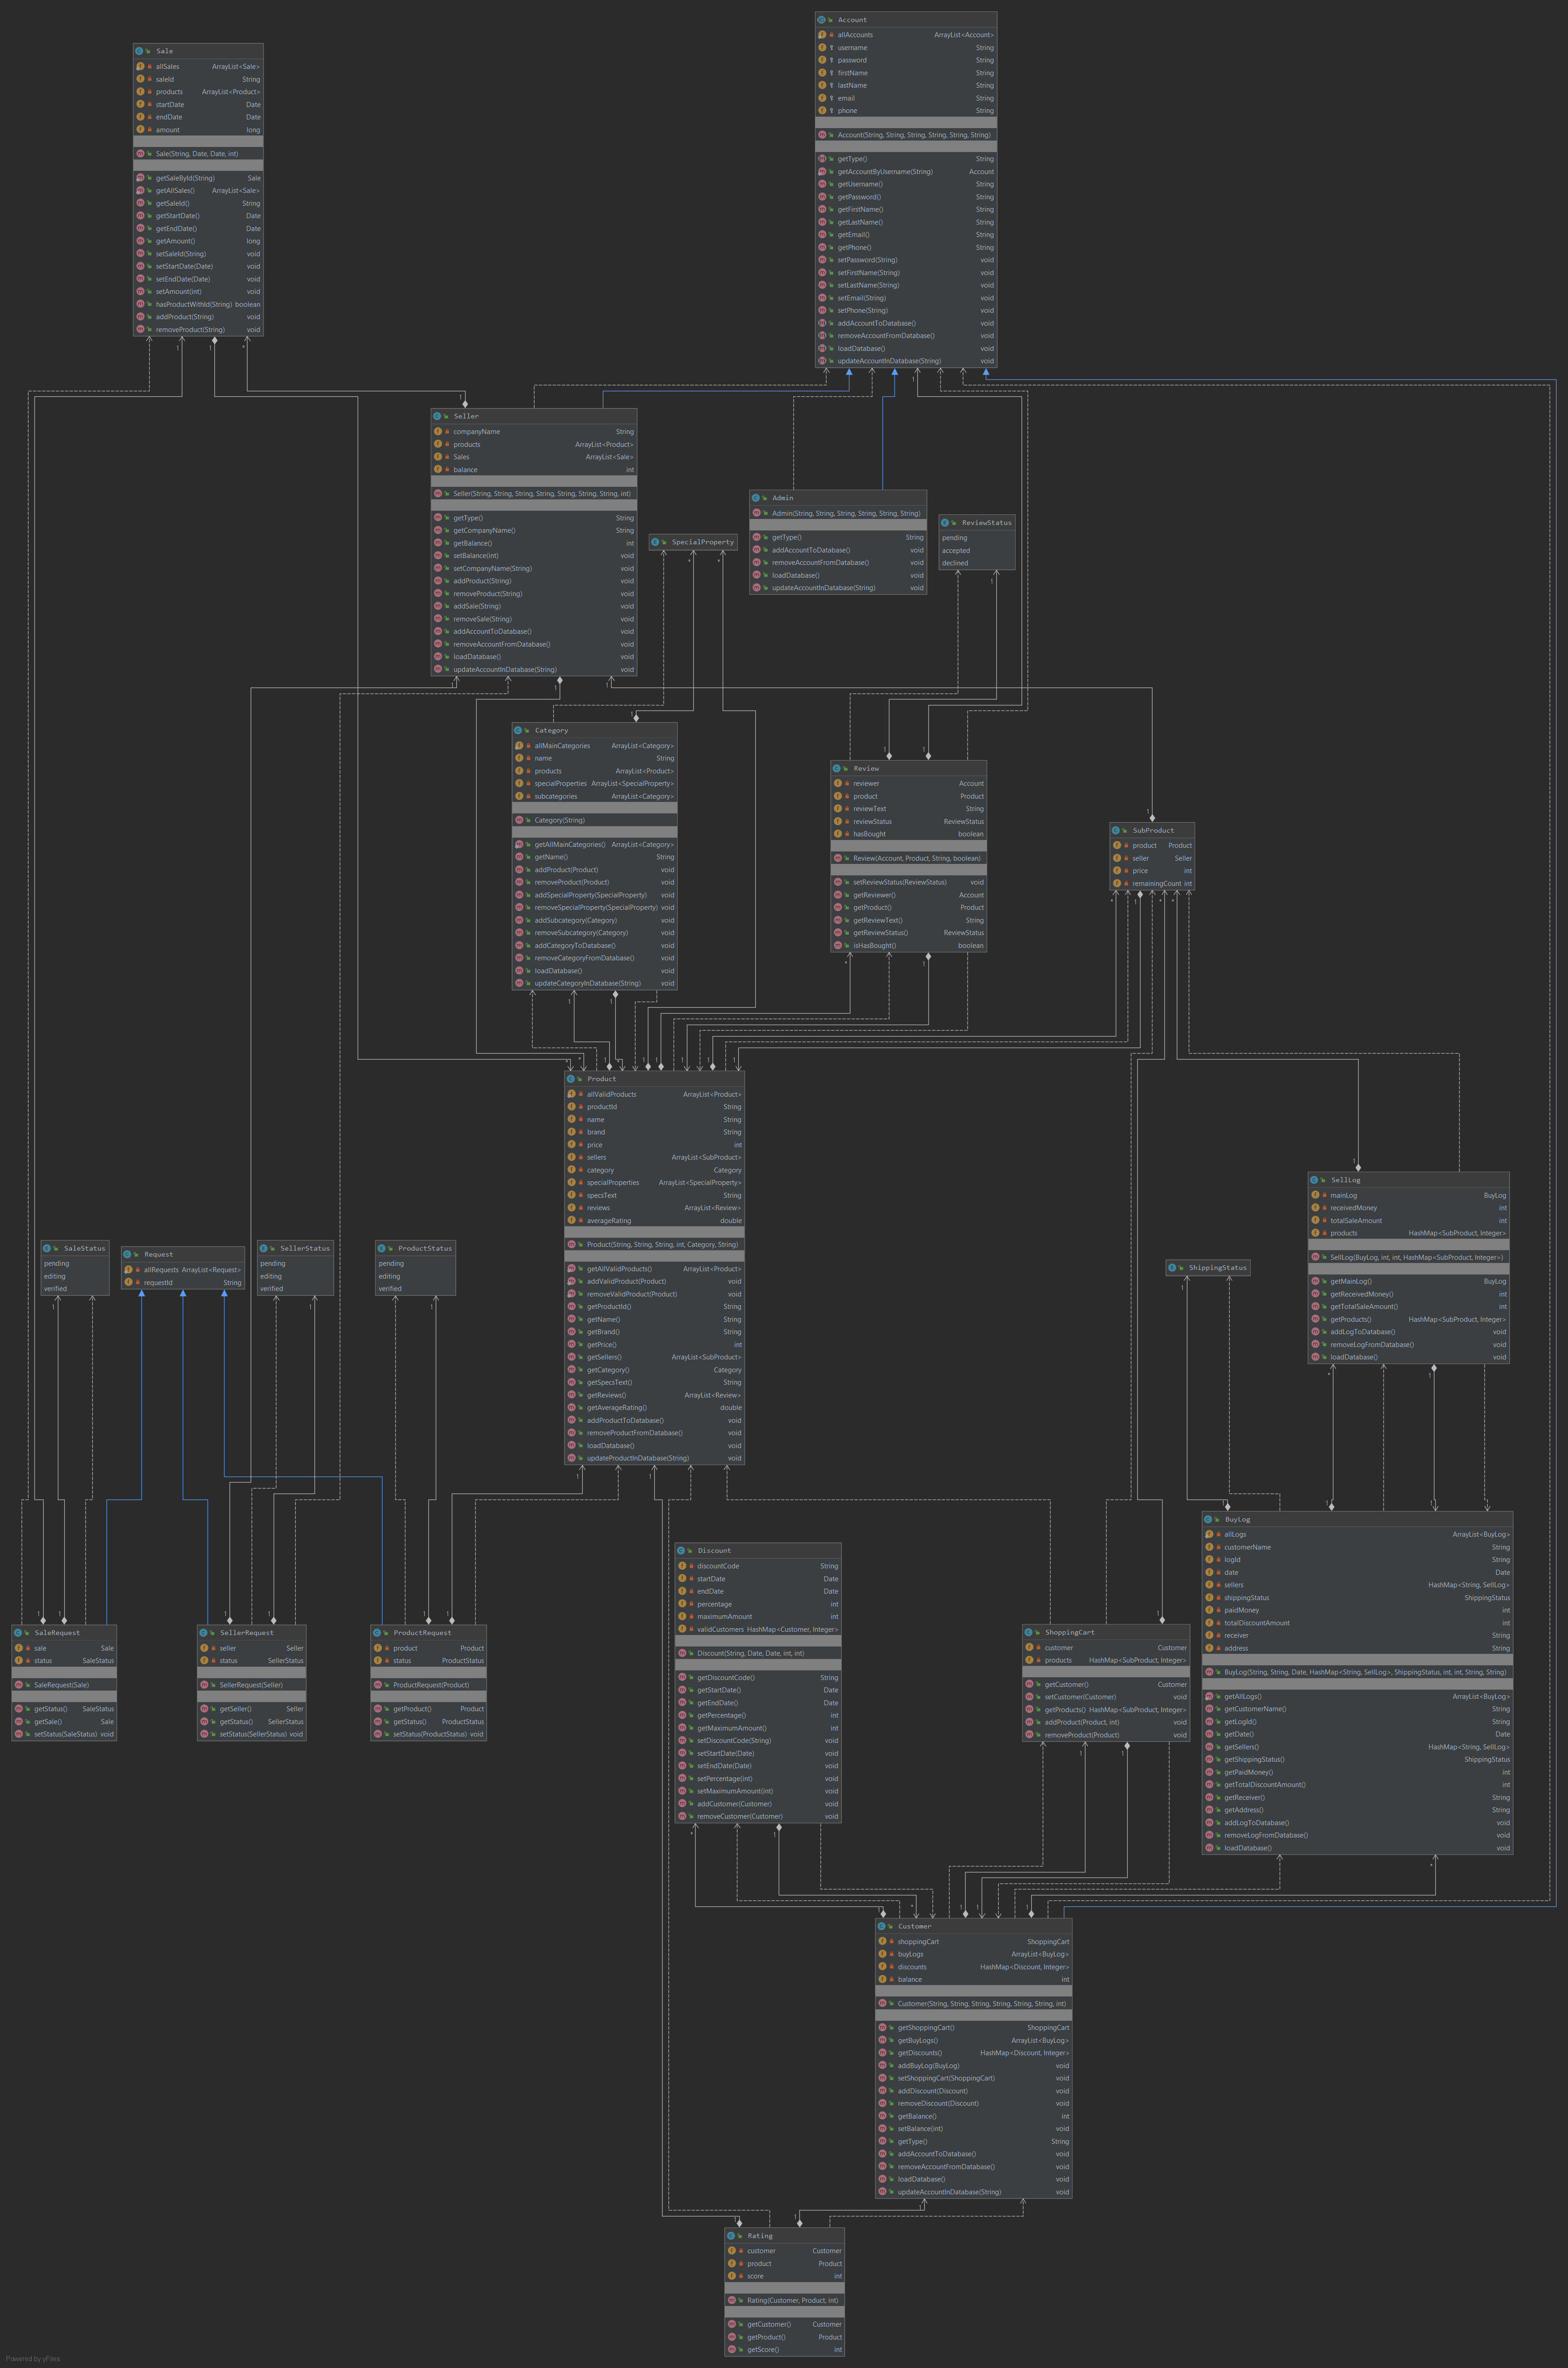 Account
allAccounts ArrayList<Account>
username String
password String
firstName String
lastName String
email String
phone String
Account(String, String, String, String, String, String)
getType() String
getAccountByUsername(String) Account
getUsername() String
getPassword() String
getFirstName() String
getLastName() String
getEmail() String
getPhone() String
setPassword(String) void
setFirstName(String) void
setLastName(String) void
setEmail(String) void
setPhone(String) void
addAccountToDatabase() void
removeAccountFromDatabase() void
loadDatabase() void
updateAccountInDatabase(String) void
Sale
allSales ArrayList<Sale>
saleId String
products ArrayList<Product>
startDate Date
endDate Date
amount long
Sale(String, Date, Date, int)
getSaleById(String) Sale
getAllSales() ArrayList<Sale>
getSaleId() String
getStartDate() Date
getEndDate() Date
getAmount() long
setSaleId(String) void
setStartDate(Date) void
setEndDate(Date) void
setAmount(int) void
hasProductWithId(String) boolean
addProduct(String) void
removeProduct(String) void
Seller
companyName String
products ArrayList<Product>
Sales ArrayList<Sale>
balance int
Seller(String, String, String, String, String, String, String, int)
getType() String
getCompanyName() String
getBalance() int
setBalance(int) void
setCompanyName(String) void
addProduct(String) void
removeProduct(String) void
addSale(String) void
removeSale(String) void
addAccountToDatabase() void
removeAccountFromDatabase() void
loadDatabase() void
updateAccountInDatabase(String) void
SpecialProperty
Admin
Admin(String, String, String, String, String, String)
getType() String
addAccountToDatabase() void
removeAccountFromDatabase() void
loadDatabase() void
updateAccountInDatabase(String) void
ReviewStatus
pending
accepted
declined
Category
allMainCategories ArrayList<Category>
name String
products ArrayList<Product>
specialProperties ArrayList<SpecialProperty>
subcategories ArrayList<Category>
Category(String)
getAllMainCategories() ArrayList<Category>
getName() String
addProduct(Product) void
removeProduct(Product) void
addSpecialProperty(SpecialProperty) void
removeSpecialProperty(SpecialProperty) void
addSubcategory(Category) void
removeSubcategory(Category) void
addCategoryToDatabase() void
removeCategoryFromDatabase() void
loadDatabase() void
updateCategoryInDatabase(String) void
Review
reviewer Account
product Product
reviewText String
reviewStatus ReviewStatus
hasBought boolean
Review(Account, Product, String, boolean)
setReviewStatus(ReviewStatus) void
getReviewer() Account
getProduct() Product
getReviewText() String
getReviewStatus() ReviewStatus
isHasBought() boolean
SubProduct
product Product
seller Seller
price int
remainingCount int
Product
allValidProducts ArrayList<Product>
productId String
name String
brand String
price int
sellers ArrayList<SubProduct>
category Category
specialProperties ArrayList<SpecialProperty>
specsText String
reviews ArrayList<Review>
averageRating double
Product(String, String, String, int, Category, String)
getAllValidProducts() ArrayList<Product>
addValidProduct(Product) void
removeValidProduct(Product) void
getProductId() String
getName() String
getBrand() String
getPrice() int
getSellers() ArrayList<SubProduct>
getCategory() Category
getSpecsText() String
getReviews() ArrayList<Review>
getAverageRating() double
addProductToDatabase() void
removeProductFromDatabase() void
loadDatabase() void
updateProductInDatabase(String) void
SellLog
mainLog BuyLog
receivedMoney int
totalSaleAmount int
products HashMap<SubProduct, Integer>
SellLog(BuyLog, int, int, HashMap<SubProduct, Integer>)
getMainLog() BuyLog
getReceivedMoney() int
getTotalSaleAmount() int
getProducts() HashMap<SubProduct, Integer>
addLogToDatabase() void
removeLogFromDatabase() void
loadDatabase() void
SaleStatus
pending
editing
verified
Request
allRequests ArrayList<Request>
requestId String
SellerStatus
pending
editing
verified
ProductStatus
pending
editing
verified
ShippingStatus
BuyLog
allLogs ArrayList<BuyLog>
customerName String
logId String
date Date
sellers HashMap<String, SellLog>
shippingStatus ShippingStatus
paidMoney int
totalDiscountAmount int
receiver String
address String
BuyLog(String, String, Date, HashMap<String, SellLog>, ShippingStatus, int, int, String, String)
getAllLogs() ArrayList<BuyLog>
getCustomerName() String
getLogId() String
getDate() Date
getSellers() HashMap<String, SellLog>
getShippingStatus() ShippingStatus
getPaidMoney() int
getTotalDiscountAmount() int
getReceiver() String
getAddress() String
addLogToDatabase() void
removeLogFromDatabase() void
loadDatabase() void
Discount
discountCode String
startDate Date
endDate Date
percentage int
maximumAmount int
validCustomers HashMap<Customer, Integer>
Discount(String, Date, Date, int, int)
getDiscountCode() String
getStartDate() Date
getEndDate() Date
getPercentage() int
getMaximumAmount() int
setDiscountCode(String) void
setStartDate(Date) void
setEndDate(Date) void
setPercentage(int) void
setMaximumAmount(int) void
addCustomer(Customer) void
removeCustomer(Customer) void
SaleRequest
sale Sale
status SaleStatus
SaleRequest(Sale)
getStatus() SaleStatus
getSale() Sale
setStatus(SaleStatus) void
SellerRequest
seller Seller
status SellerStatus
SellerRequest(Seller)
getSeller() Seller
getStatus() SellerStatus
setStatus(SellerStatus) void
ProductRequest
product Product
status ProductStatus
ProductRequest(Product)
getProduct() Product
getStatus() ProductStatus
setStatus(ProductStatus) void
ShoppingCart
customer Customer
products HashMap<SubProduct, Integer>
getCustomer() Customer
setCustomer(Customer) void
getProducts() HashMap<SubProduct, Integer>
addProduct(Product, int) void
removeProduct(Product) void
Customer
shoppingCart ShoppingCart
buyLogs ArrayList<BuyLog>
discounts HashMap<Discount, Integer>
balance int
Customer(String, String, String, String, String, String, int)
getShoppingCart() ShoppingCart
getBuyLogs() ArrayList<BuyLog>
getDiscounts() HashMap<Discount, Integer>
addBuyLog(BuyLog) void
setShoppingCart(ShoppingCart) void
addDiscount(Discount) void
removeDiscount(Discount) void
getBalance() int
setBalance(int) void
getType() String
addAccountToDatabase() void
removeAccountFromDatabase() void
loadDatabase() void
updateAccountInDatabase(String) void
Rating
customer Customer
product Product
score int
Rating(Customer, Product, int)
getCustomer() Customer
getProduct() Product
getScore() int
Powered by yFiles